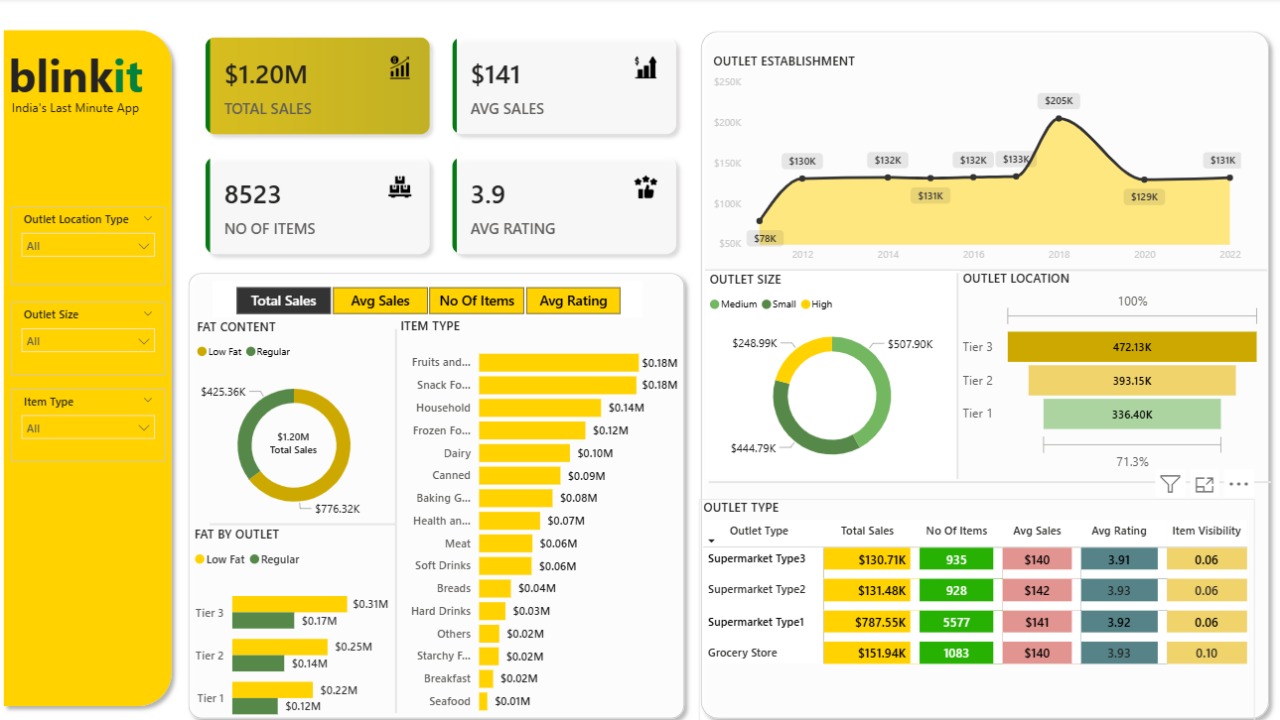 blinkit
India's Last Minute App
Outlet Location Type
All
Outlet Size
All
Item Type
All
$1.20M
TOTAL SALES
$141
AVG SALES
8523
NO OF ITEMS
3.9
AVG RATING
Total Sales Avg Sales No Of Items Avg Rating
FAT CONTENT
Low Fat Regular
$425.36K
$1.20M
Total Sales
$776.32K
FAT BY OUTLET
Low Fat Regular
Tier 3 $0.31M
$0.17M
Tier 2 $0.25M
$0.14M
Tier 1 $0.22M
$0.12M
ITEM TYPE
Fruits and... $0.18M
Snack Fo... $0.18M
Household $0.14M
Frozen Fo... $0.12M
Dairy $0.10M
Canned $0.09M
Baking G... $0.08M
Health an... $0.07M
Meat $0.06M
Soft Drinks $0.06M
Breads $0.04M
Hard Drinks $0.03M
Others $0.02M
Starchy F... $0.02M
Breakfast $0.02M
Seafood $0.01M
OUTLET ESTABLISHMENT
$250K
$200K
$150K
$100K
$50K
$78K
$130K
$132K
$131K
$132K
$133K
$205K
$129K
$131K
2012 2014 2016 2018 2020 2022
OUTLET SIZE
Medium Small High
$248.99K
$507.90K
$444.79K
OUTLET LOCATION
100%
Tier 3 472.13K
Tier 2 393.15K
Tier 1 336.40K
71.3%
OUTLET TYPE
Outlet Type Total Sales No Of Items Avg Sales Avg Rating Item Visibility
Supermarket Type3 $130.71K 935 $140 3.91 0.06
Supermarket Type2 $131.48K 928 $142 3.93 0.06
Supermarket Type1 $787.55K 5577 $141 3.92 0.06
Grocery Store $151.94K 1083 $140 3.93 0.10